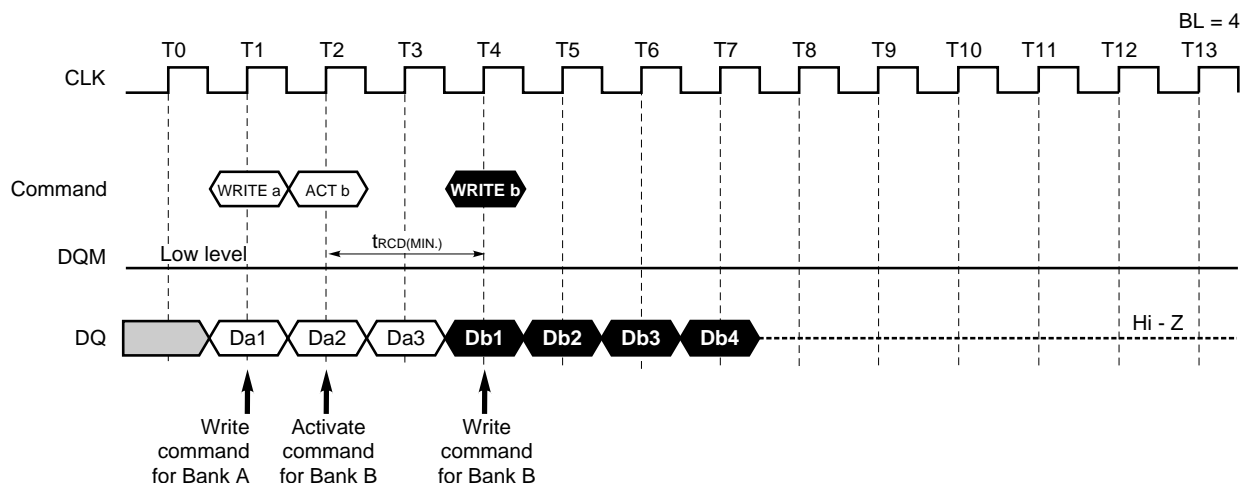 BL = 4
T0 T1 T2 T3 T4 T5 T6 T7 T8 T9 T10 T11 T12 T13
CLK
Command WRITE a ACT b WRITE b
tRCD(MIN.)
DQM Low level
DQ Da1 Da2 Da3 Db1 Db2 Db3 Db4 Hi - Z
Write Activate Write
command command command
for Bank A for Bank B for Bank B